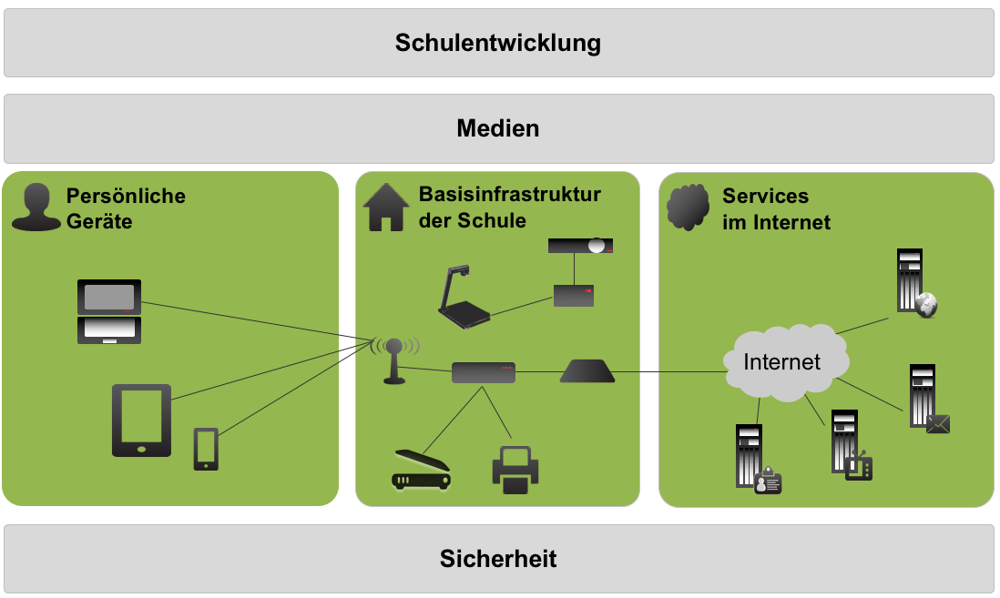 Schulentwicklung
Medien
Persönliche
Geräte
Basisinfrastruktur
der Schule
Services
im Internet
Internet
Sicherheit